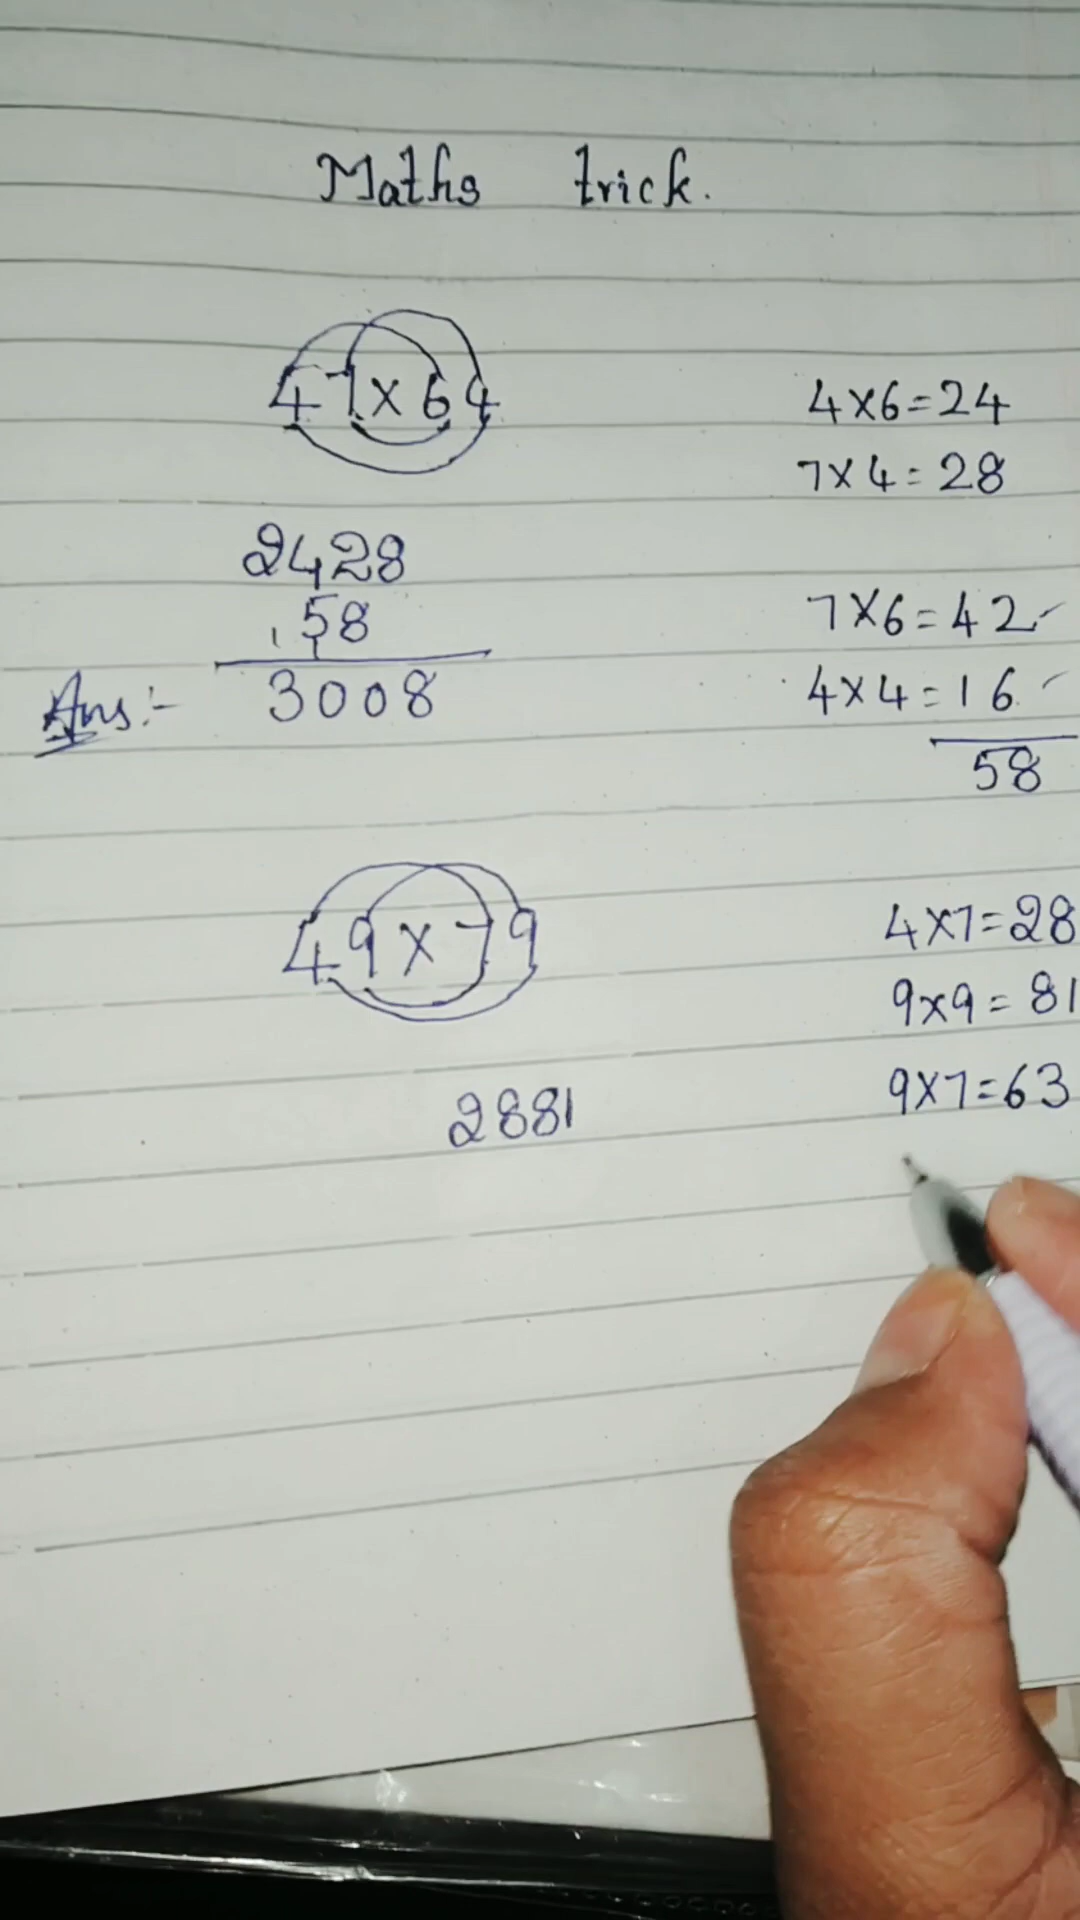 Maths trick.
47x64
4x6=24
7x4=28
2428
58
3008
Ans:-
7x6=42
4x4=16
58
49x79
4x7=28
9x9=81
9x7=63
2881